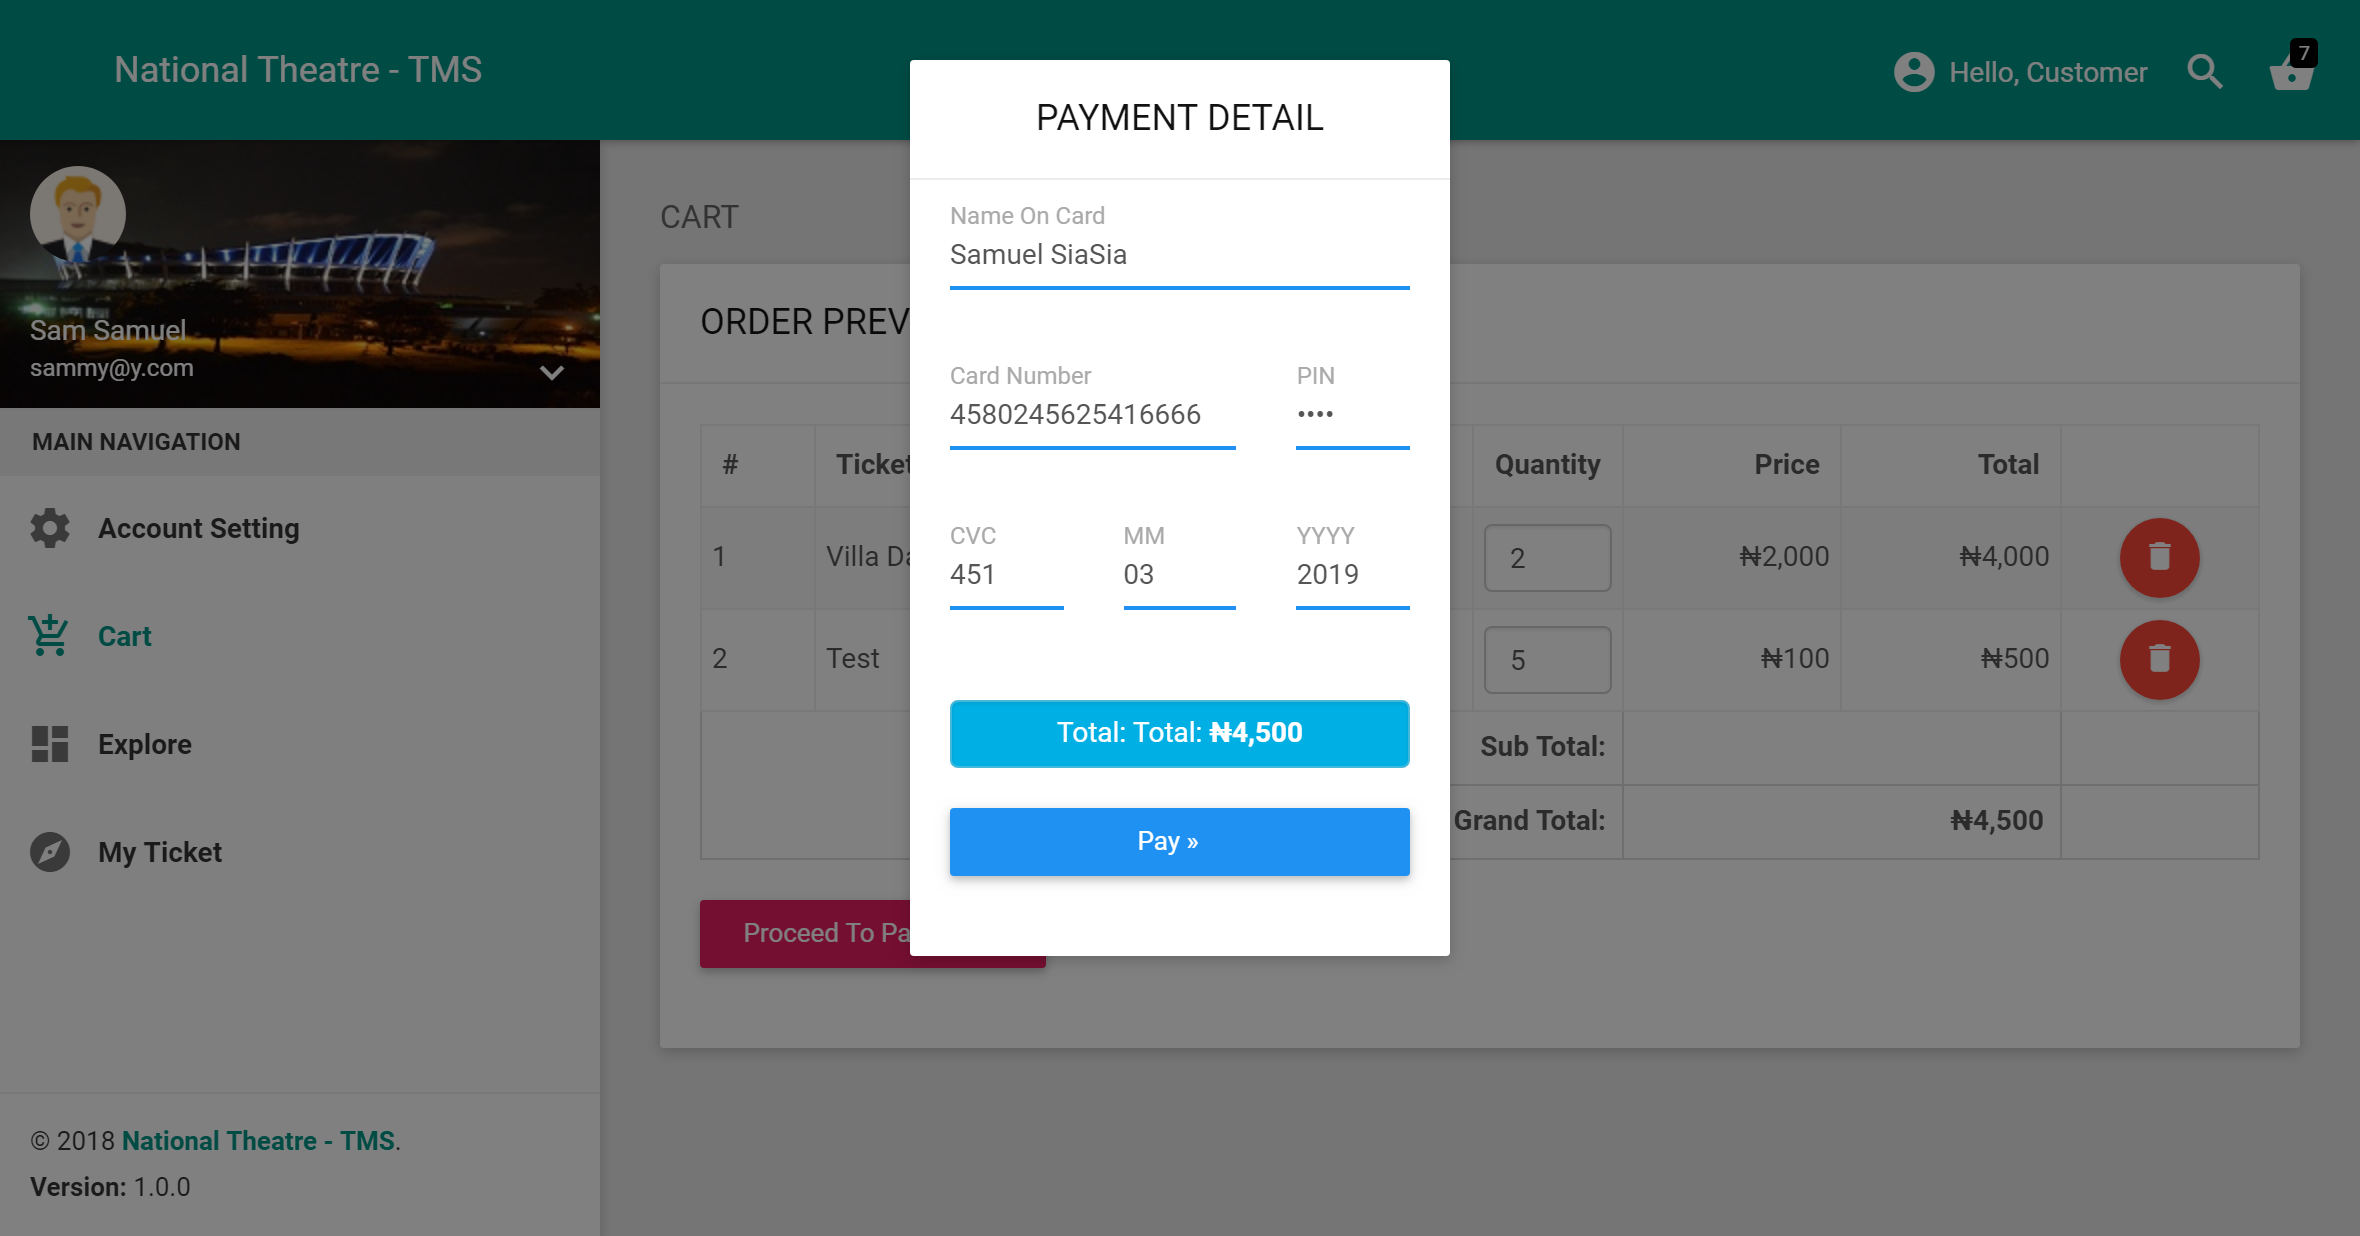 National Theatre - TMS
Hello, Customer
7
Sam Samuel
sammy@y.com
MAIN NAVIGATION
Account Setting
Cart
Explore
My Ticket
© 2018 National Theatre - TMS.
Version: 1.0.0
CART
ORDER PREV
# Ticket Quantity Price Total
1 Villa Da 2 ₦2,000 ₦4,000
2 Test 5 ₦100 ₦500
Sub Total:
Grand Total: ₦4,500
Proceed To Pa
PAYMENT DETAIL
Name On Card
Samuel SiaSia
Card Number PIN
4580245625416666 ••••
CVC MM YYYY
451 03 2019
Total: Total: ₦4,500
Pay »